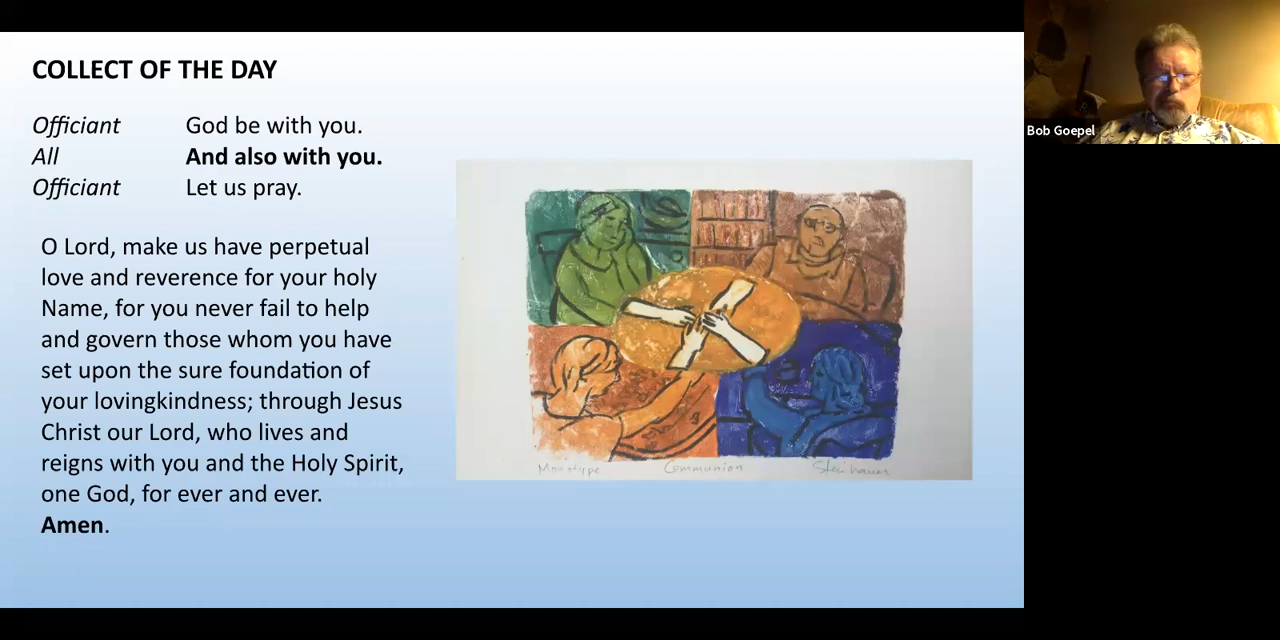 COLLECT OF THE DAY
Officiant God be with you.
All And also with you.
Officiant Let us pray.
O Lord, make us have perpetual
love and reverence for your holy
Name, for you never fail to help
and govern those whom you have
set upon the sure foundation of
your lovingkindness; through Jesus
Christ our Lord, who lives and
reigns with you and the Holy Spirit,
one God, for ever and ever.
Amen.
Monotype Communion
Bob Goepel